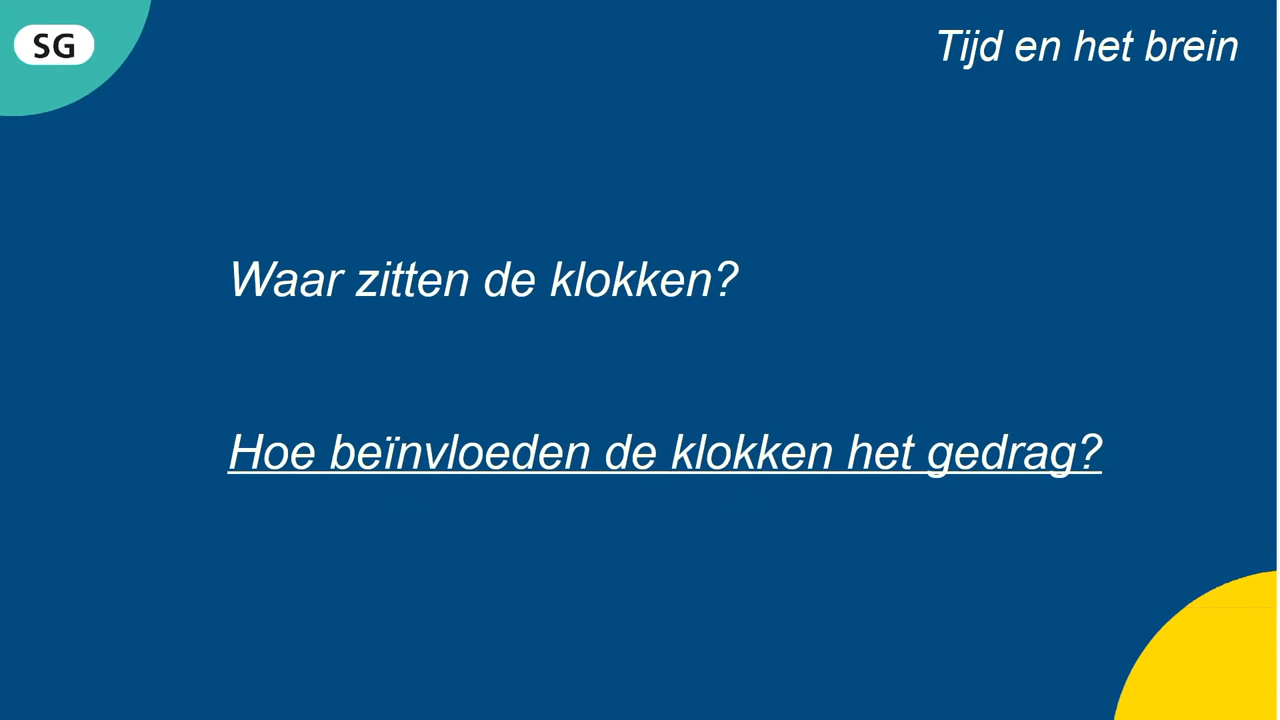 SG
Tijd en het brein
Waar zitten de klokken?
Hoe beïnvloeden de klokken het gedrag?